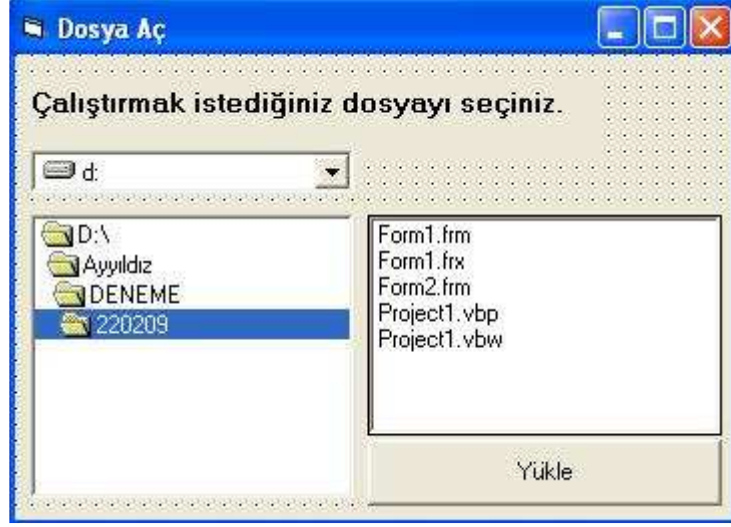 Dosya Aç
Çalıştırmak istediğiniz dosyayı seçiniz.
d:
D:\
Ayyıldız
DENEME
220209
Form1.frm
Form1.frx
Form2.frm
Project1.vbp
Project1.vbw
Yükle